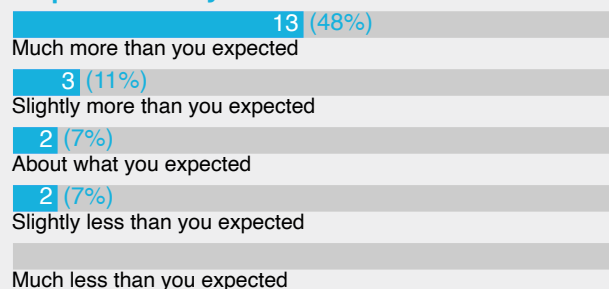 13 (48%)
Much more than you expected
3 (11%)
Slightly more than you expected
2 (7%)
About what you expected
2 (7%)
Slightly less than you expected
Much less than you expected